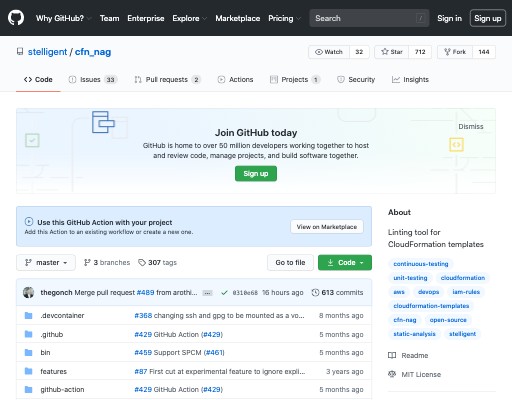 Why GitHub? Team Enterprise Explore Marketplace Pricing Search / Sign in Sign up
stelligent / cfn_nag Watch 32 Star 712 Fork 144
Code Issues 33 Pull requests 2 Actions Projects 1 Security Insights
Dismiss
Join GitHub today
GitHub is home to over 50 million developers working together to host
and review code, manage projects, and build software together.
Sign up
Use this GitHub Action with your project
Add this Action to an existing workflow or create a new one.
View on Marketplace
master 3 branches 307 tags Go to file Code
thegonch Merge pull request #489 from arothi... ... 0310e68 16 hours ago 613 commits
.devcontainer #368 changing ssh and gpg to be mounted as a vo... 8 months ago
.github #429 GitHub Action (#429) 5 months ago
bin #459 Support SPCM (#461) 5 months ago
features #87 First cut at experimental feature to ignore expli... 3 years ago
github-action #429 GitHub Action (#429) 5 months ago
About
Linting tool for
CloudFormation templates
continuous-testing
unit-testing cloudformation
aws devops iam-rules
cloudformation-templates
cfn-nag open-source
static-analysis stelligent
Readme
MIT License